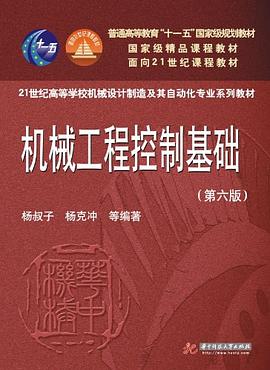 十一五
普通高等教育“十一五”国家级规划教材
国家级精品课程教材
面向21世纪课程教材
21世纪高等学校机械设计制造及其自动化专业系列教材
机械工程控制基础
（第六版）
杨叔子 杨克冲 等编著
华中科技大学出版社